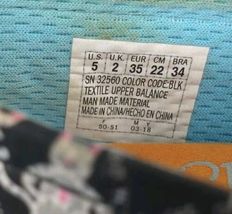 U.S. U.K. EUR CM BRA
5 2 35 22 34
SN 32560 COLOR CODE BLK
TEXTILE UPPER BALANCE
MAN MADE MATERIAL
MADE IN CHINA/HECHO EN CHINA
F M Y
50-51 03-18